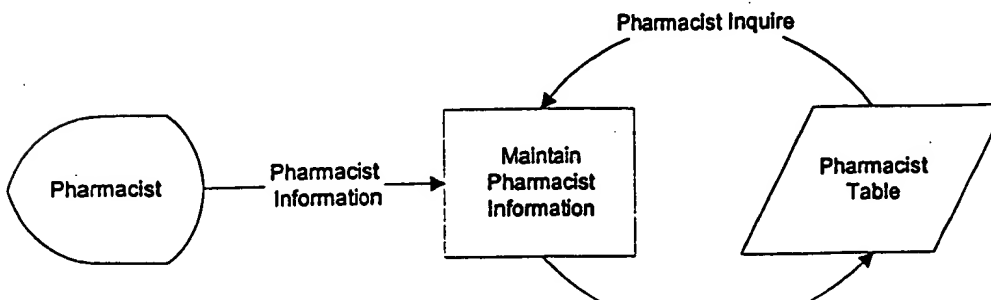 Pharmacist Inquire
Pharmacist
Pharmacist
Information
Maintain
Pharmacist
Information
Pharmacist
Table